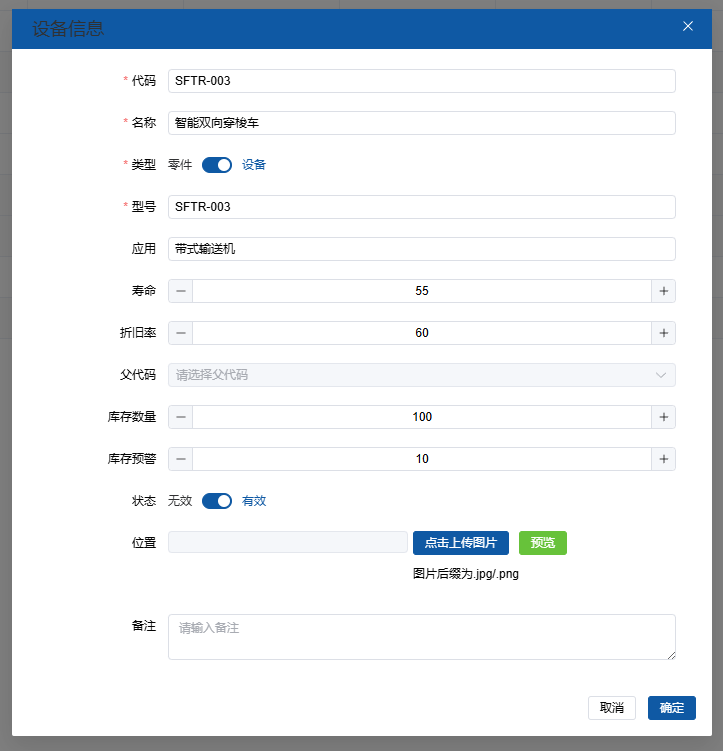 设备信息
* 代码 SFTR-003
* 名称 智能双向穿梭车
* 类型 零件 设备
* 型号 SFTR-003
应用 带式输送机
寿命 55
折旧率 60
父代码 请选择父代码
库存数量 100
库存预警 10
状态 无效 有效
位置 点击上传图片 预览
图片后缀为.jpg/.png
备注 请输入备注
取消 确定